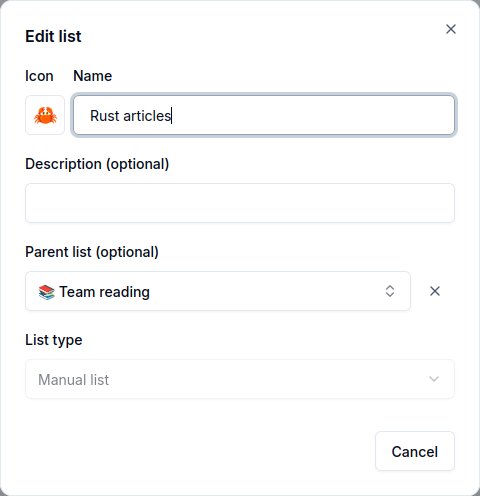 Edit list
Icon Name
Rust articles
Description (optional)
Parent list (optional)
Team reading
List type
Manual list
Cancel